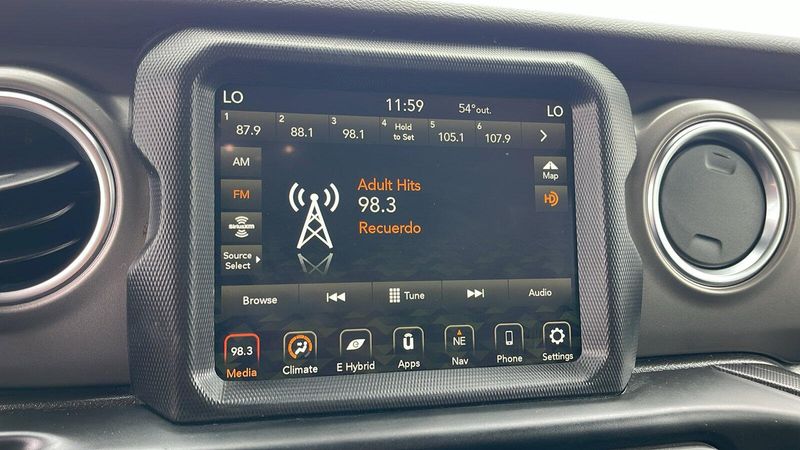 LO 11:59 54°out. LO
1 87.9 2 88.1 3 98.1 4 Hold to Set 5 105.1 6 107.9
AM
Map
Adult Hits
FM
98.3
HD
Recuerdo
SiriusXM
Source
Select
Browse Tune Audio
98.3 e NE
Media Climate E Hybrid Apps Nav Phone Settings